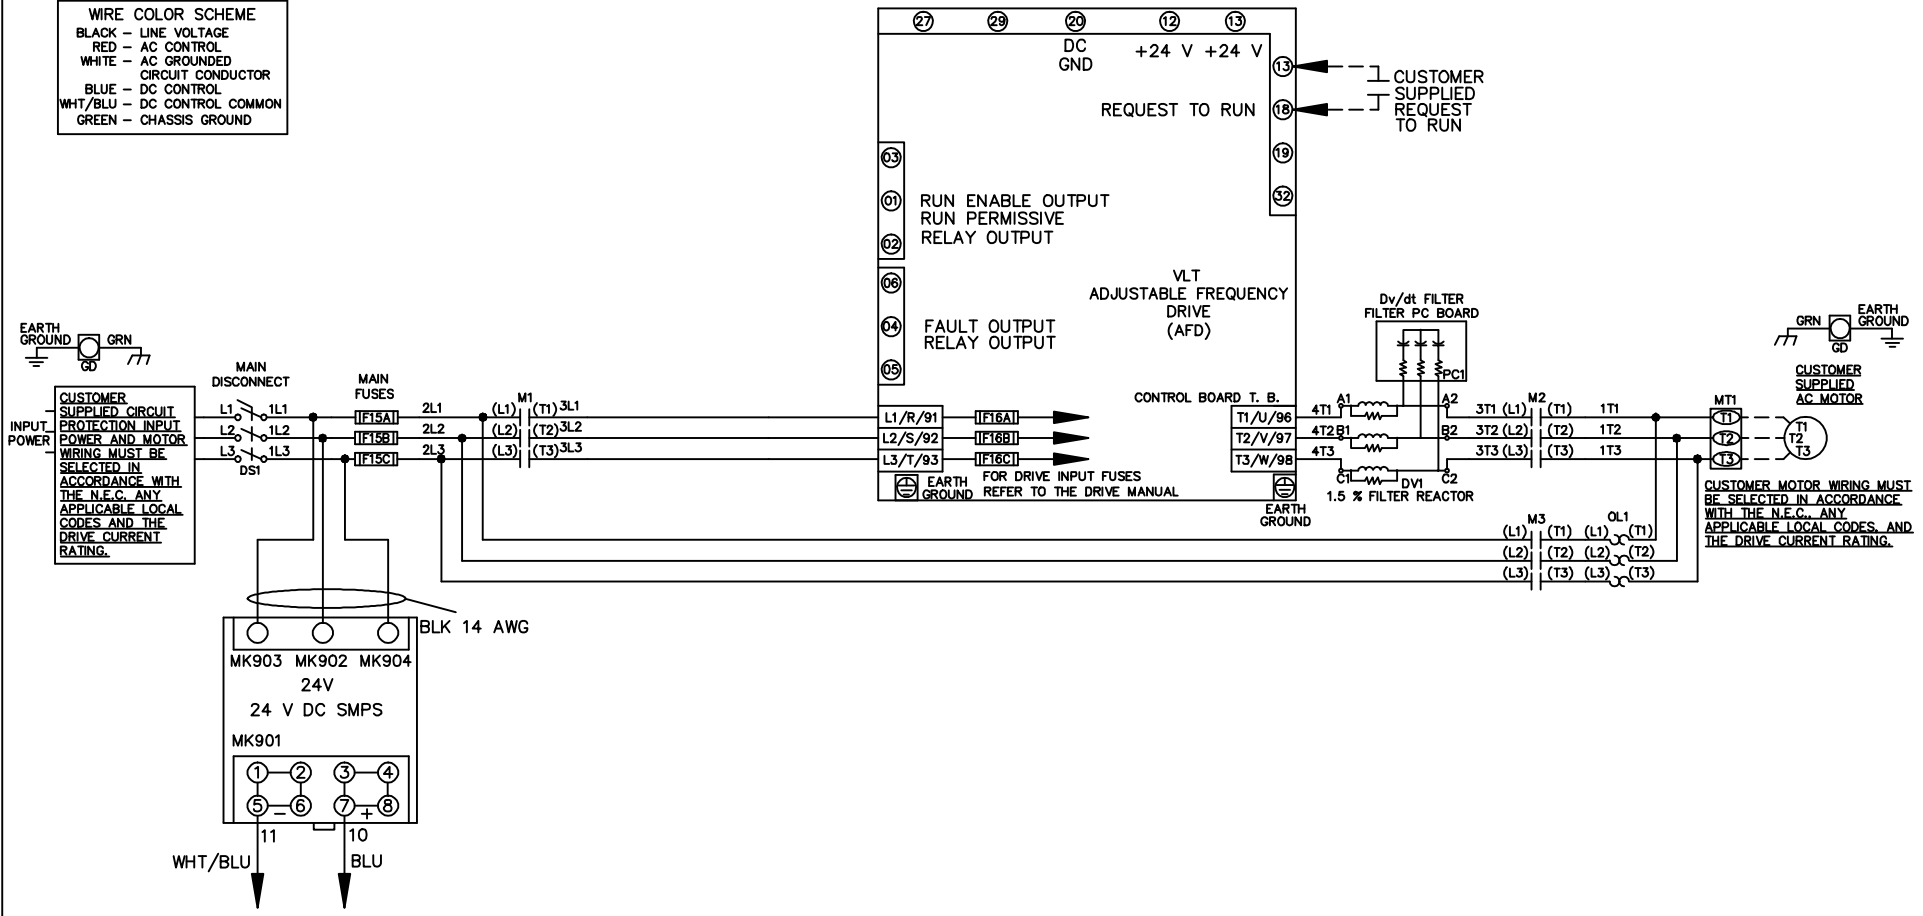 WIRE COLOR SCHEME
BLACK – LINE VOLTAGE
RED – AC CONTROL
WHITE – AC GROUNDED
CIRCUIT CONDUCTOR
BLUE – DC CONTROL
WHT/BLU – DC CONTROL COMMON
GREEN – CHASSIS GROUND
27 29 20 12 13
DC
GND
+24 V +24 V
13
REQUEST TO RUN 18
19
32
CUSTOMER
SUPPLIED
REQUEST
TO RUN
03
01
02
RUN ENABLE OUTPUT
RUN PERMISSIVE
RELAY OUTPUT
06
04
05
FAULT OUTPUT
RELAY OUTPUT
VLT
ADJUSTABLE FREQUENCY
DRIVE
(AFD)
Dv/dt FILTER
FILTER PC BOARD
PC1
EARTH
GROUND
GRN
GD
GRN
EARTH
GROUND
GD
CUSTOMER
SUPPLIED
AC MOTOR
INPUT
POWER
CUSTOMER
SUPPLIED CIRCUIT
PROTECTION INPUT
POWER AND MOTOR
WIRING MUST BE
SELECTED IN
ACCORDANCE WITH
THE N.E.C. ANY
APPLICABLE LOCAL
CODES AND THE
DRIVE CURRENT
RATING.
MAIN
DISCONNECT
L1 1L1
L2 1L2
L3 1L3
DS1
MAIN
FUSES
F15A
F15B
F15C
2L1
2L2
2L3
M1
(L1) (T1) 3L1
(L2) (T2) 3L2
(L3) (T3) 3L3
L1/R/91
L2/S/92
L3/T/93
F16A
F16B
F16C
EARTH
GROUND
FOR DRIVE INPUT FUSES
REFER TO THE DRIVE MANUAL
CONTROL BOARD T. B.
T1/U/96
T2/V/97
T3/W/98
EARTH
GROUND
4T1 A1 A2
4T2 B1 B2
4T3 C1 C2
DV1
1.5 % FILTER REACTOR
M2
3T1 (L1) (T1) 1T1
3T2 (L2) (T2) 1T2
3T3 (L3) (T3) 1T3
MT1
T1
T2
T3
T1
T2
T3
CUSTOMER MOTOR WIRING MUST
BE SELECTED IN ACCORDANCE
WITH THE N.E.C., ANY
APPLICABLE LOCAL CODES, AND
THE DRIVE CURRENT RATING.
M3 OL1
(L1) (T1) (L1) (T1)
(L2) (T2) (L2) (T2)
(L3) (T3) (L3) (T3)
BLK 14 AWG
MK903 MK902 MK904
24V
24 V DC SMPS
MK901
1 2 3 4
5 – 6 7 + 8
11 10
WHT/BLU BLU